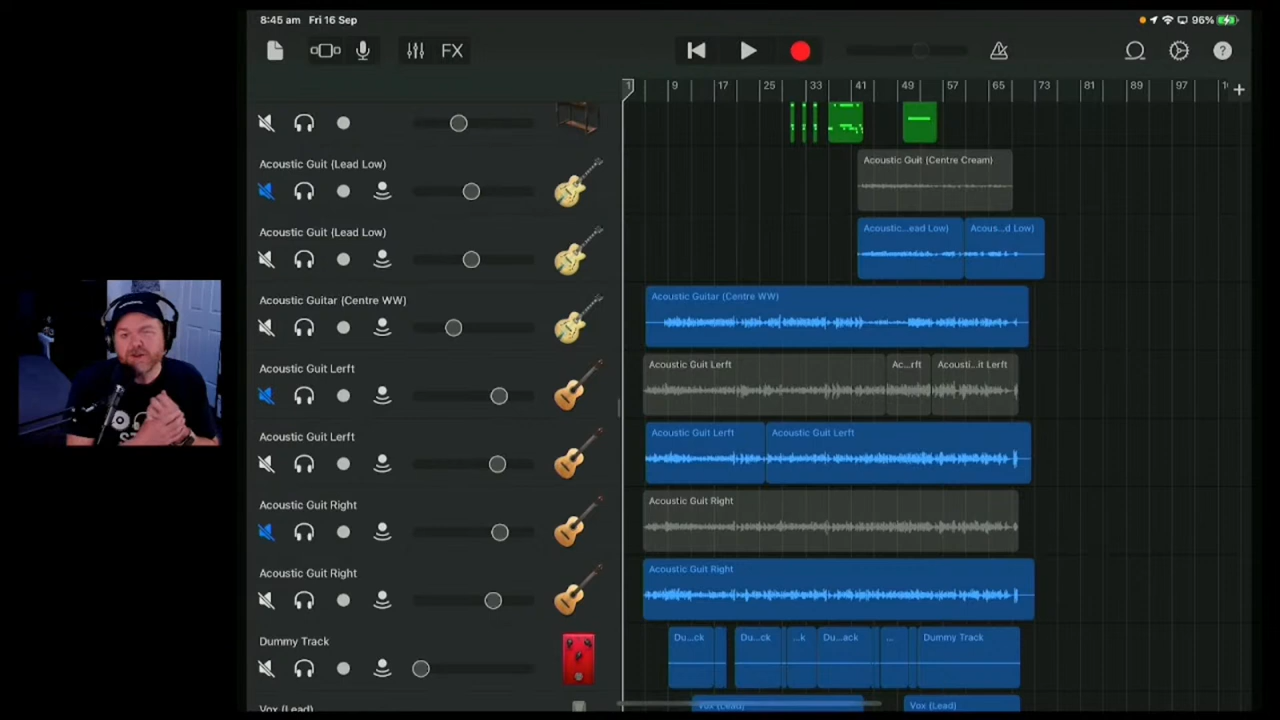 8:45 am Fri 16 Sep
96%
FX
1 9 17 25 33 41 49 57 65 73 81 89 97
Acoustic Guit (Lead Low)
Acoustic Guit (Centre Cream)
Acoustic Guit (Lead Low)
Acoustic...ead Low)
Acous...d Low)
Acoustic Guitar (Centre WW)
Acoustic Guitar (Centre WW)
Acoustic Guit Lerft
Acoustic Guit Lerft
Ac...rft
Acousti...it Lerft
Acoustic Guit Lerft
Acoustic Guit Lerft
Acoustic Guit Lerft
Acoustic Guit Right
Acoustic Guit Right
Acoustic Guit Right
Acoustic Guit Right
Dummy Track
Du...ck
Du...ck
...k
Du...ack
...
Dummy Track
Vox (Lead)
Vox (Lead)
Vox (Lead)